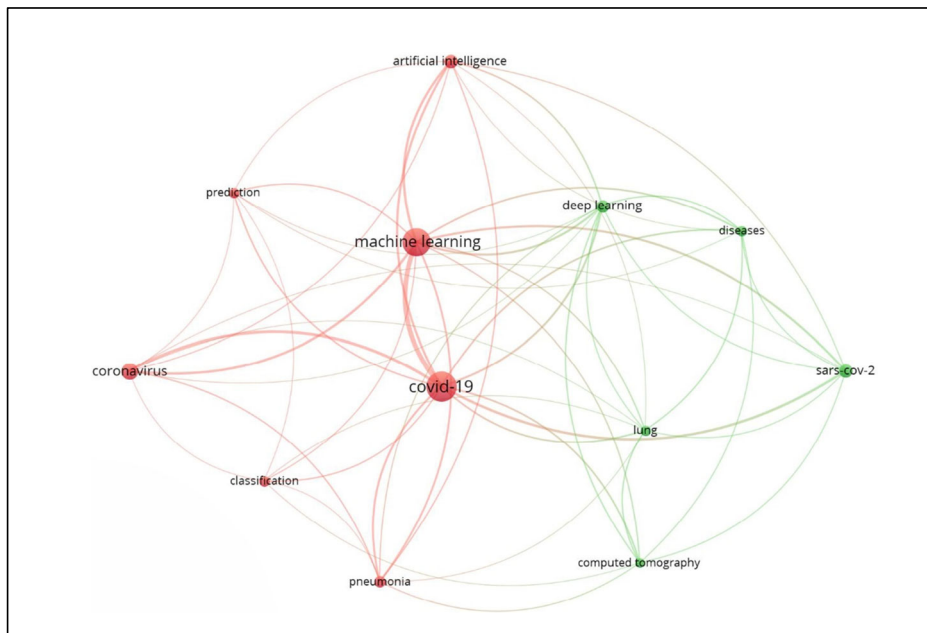 artificial intelligence
prediction
deep learning
diseases
machine learning
coronavirus
sars-cov-2
covid-19
lung
classification
computed tomography
pneumonia